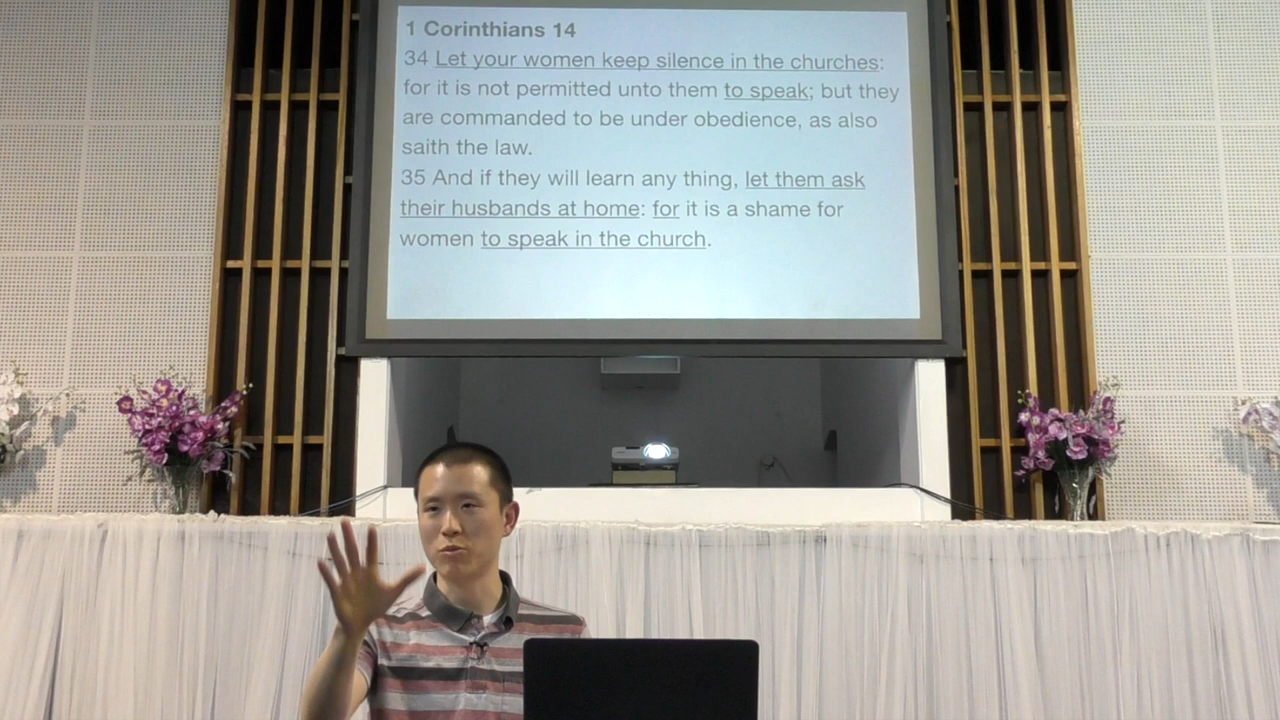 1 Corinthians 14
34 Let your women keep silence in the churches:
for it is not permitted unto them to speak; but they
are commanded to be under obedience, as also
saith the law.
35 And if they will learn any thing, let them ask
their husbands at home: for it is a shame for
women to speak in the church.